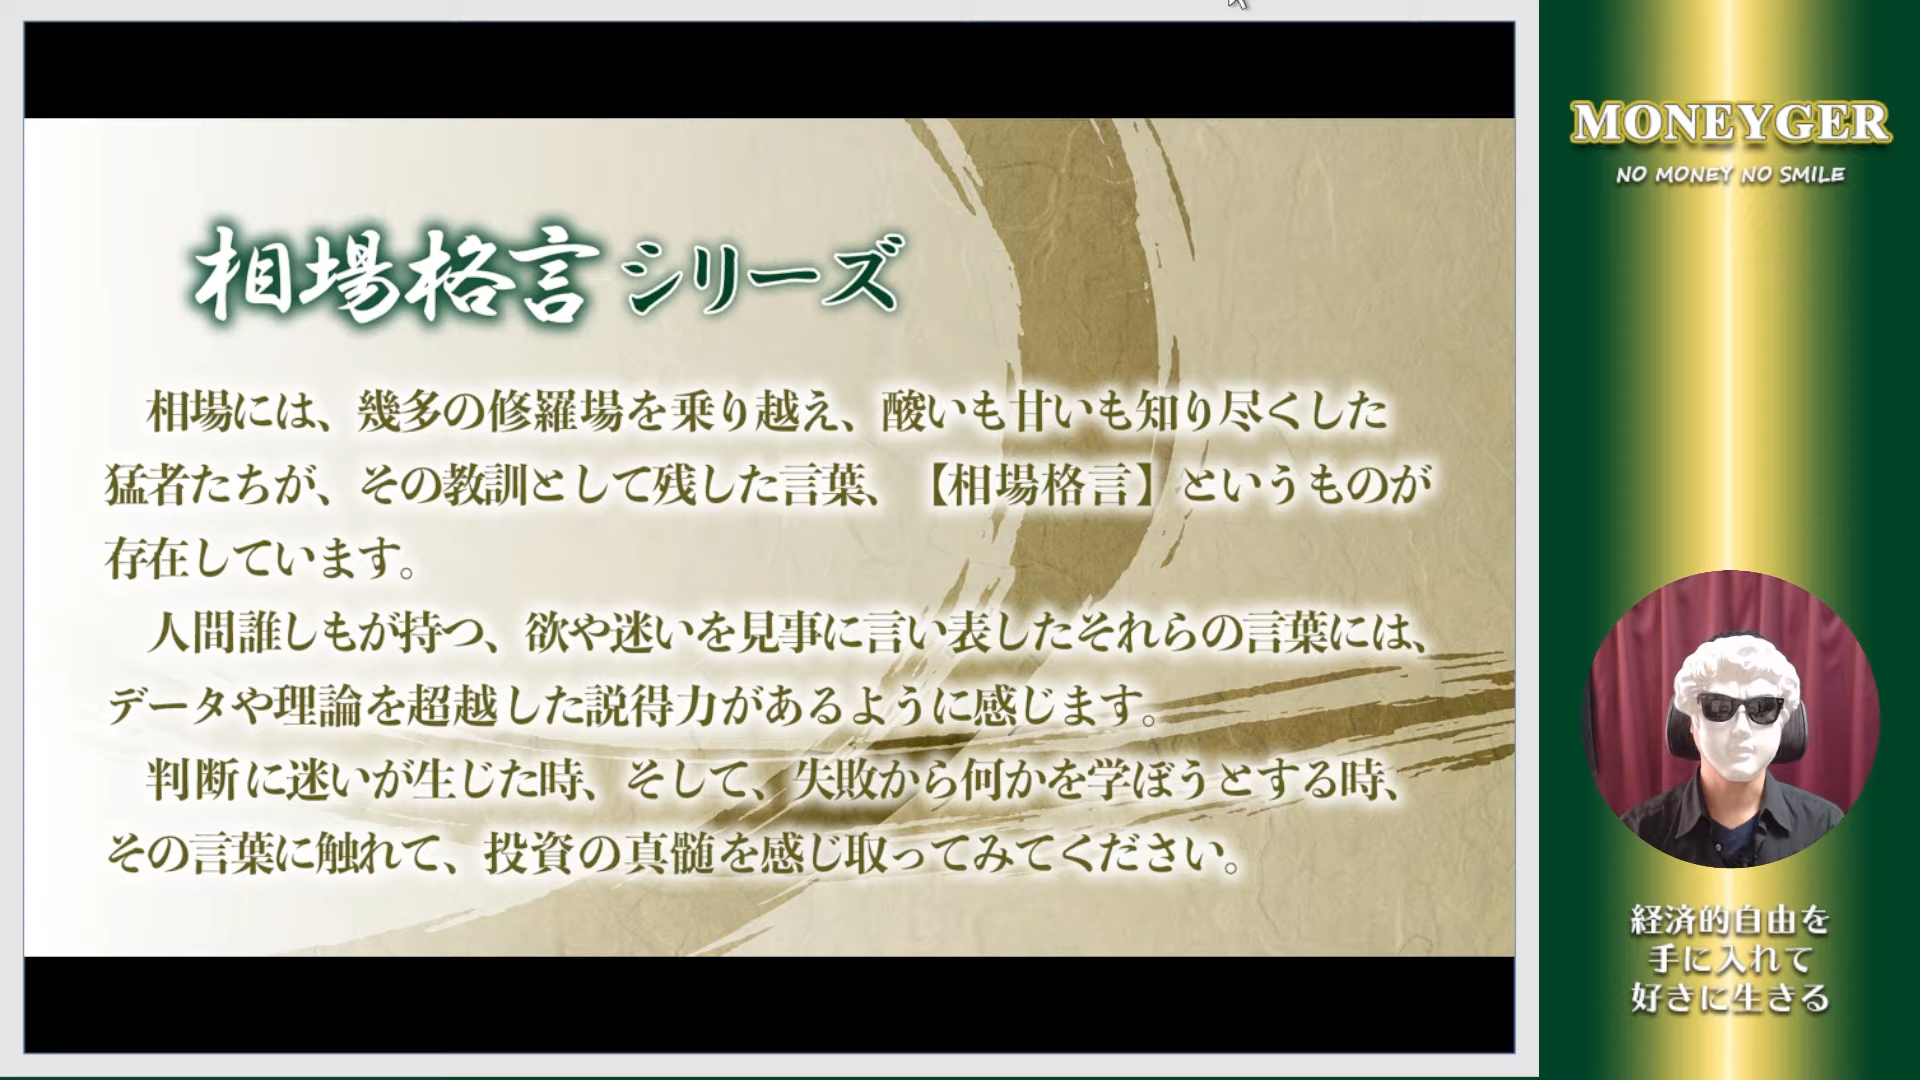 相場格言シリーズ
相場には、幾多の修羅場を乗り越え、酸いも甘いも知り尽くした
猛者たちが、その教訓として残した言葉、【相場格言】というものが
存在しています。
人間誰しもが持つ、欲や迷いを見事に言い表したそれらの言葉には、
データや理論を超越した説得力があるように感じます。
判断に迷いが生じた時、そして、失敗から何かを学ぼうとする時、
その言葉に触れて、投資の真髄を感じ取ってみてください。
MONEYGER
NO MONEY NO SMILE
経済的自由を
手に入れて
好きに生きる